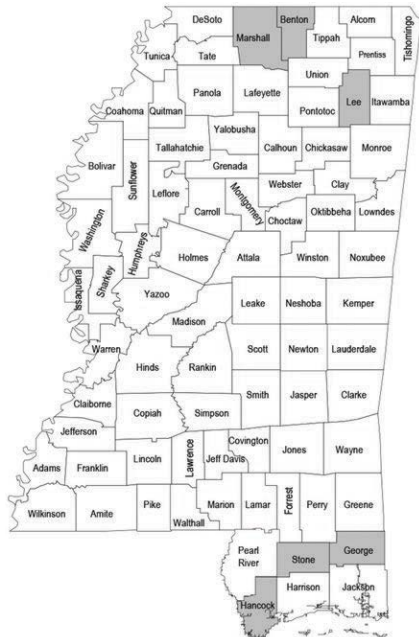 DeSoto
Marshall
Benton
Tippah
Alcorn
Tishomingo
Tunica
Tate
Prentiss
Union
Panola
Lafeyette
Lee
Itawamba
Coahoma
Quitman
Pontotoc
Yalobusha
Tallahatchie
Calhoun
Chickasaw
Monroe
Bolivar
Sunflower
Grenada
Leflore
Webster
Clay
Montgomery
Carroll
Choctaw
Oktibbeha
Lowndes
Washington
Humphreys
Holmes
Attala
Winston
Noxubee
Issaquena
Sharkey
Yazoo
Leake
Neshoba
Kemper
Madison
Warren
Scott
Newton
Lauderdale
Hinds
Rankin
Claiborne
Smith
Jasper
Clarke
Copiah
Simpson
Jefferson
Covington
Lawrence
Jeff Davis
Jones
Wayne
Adams
Franklin
Lincoln
Wilkinson
Amite
Pike
Walthall
Marion
Lamar
Forrest
Perry
Greene
Pearl
River
Stone
George
Hancock
Harrison
Jackson